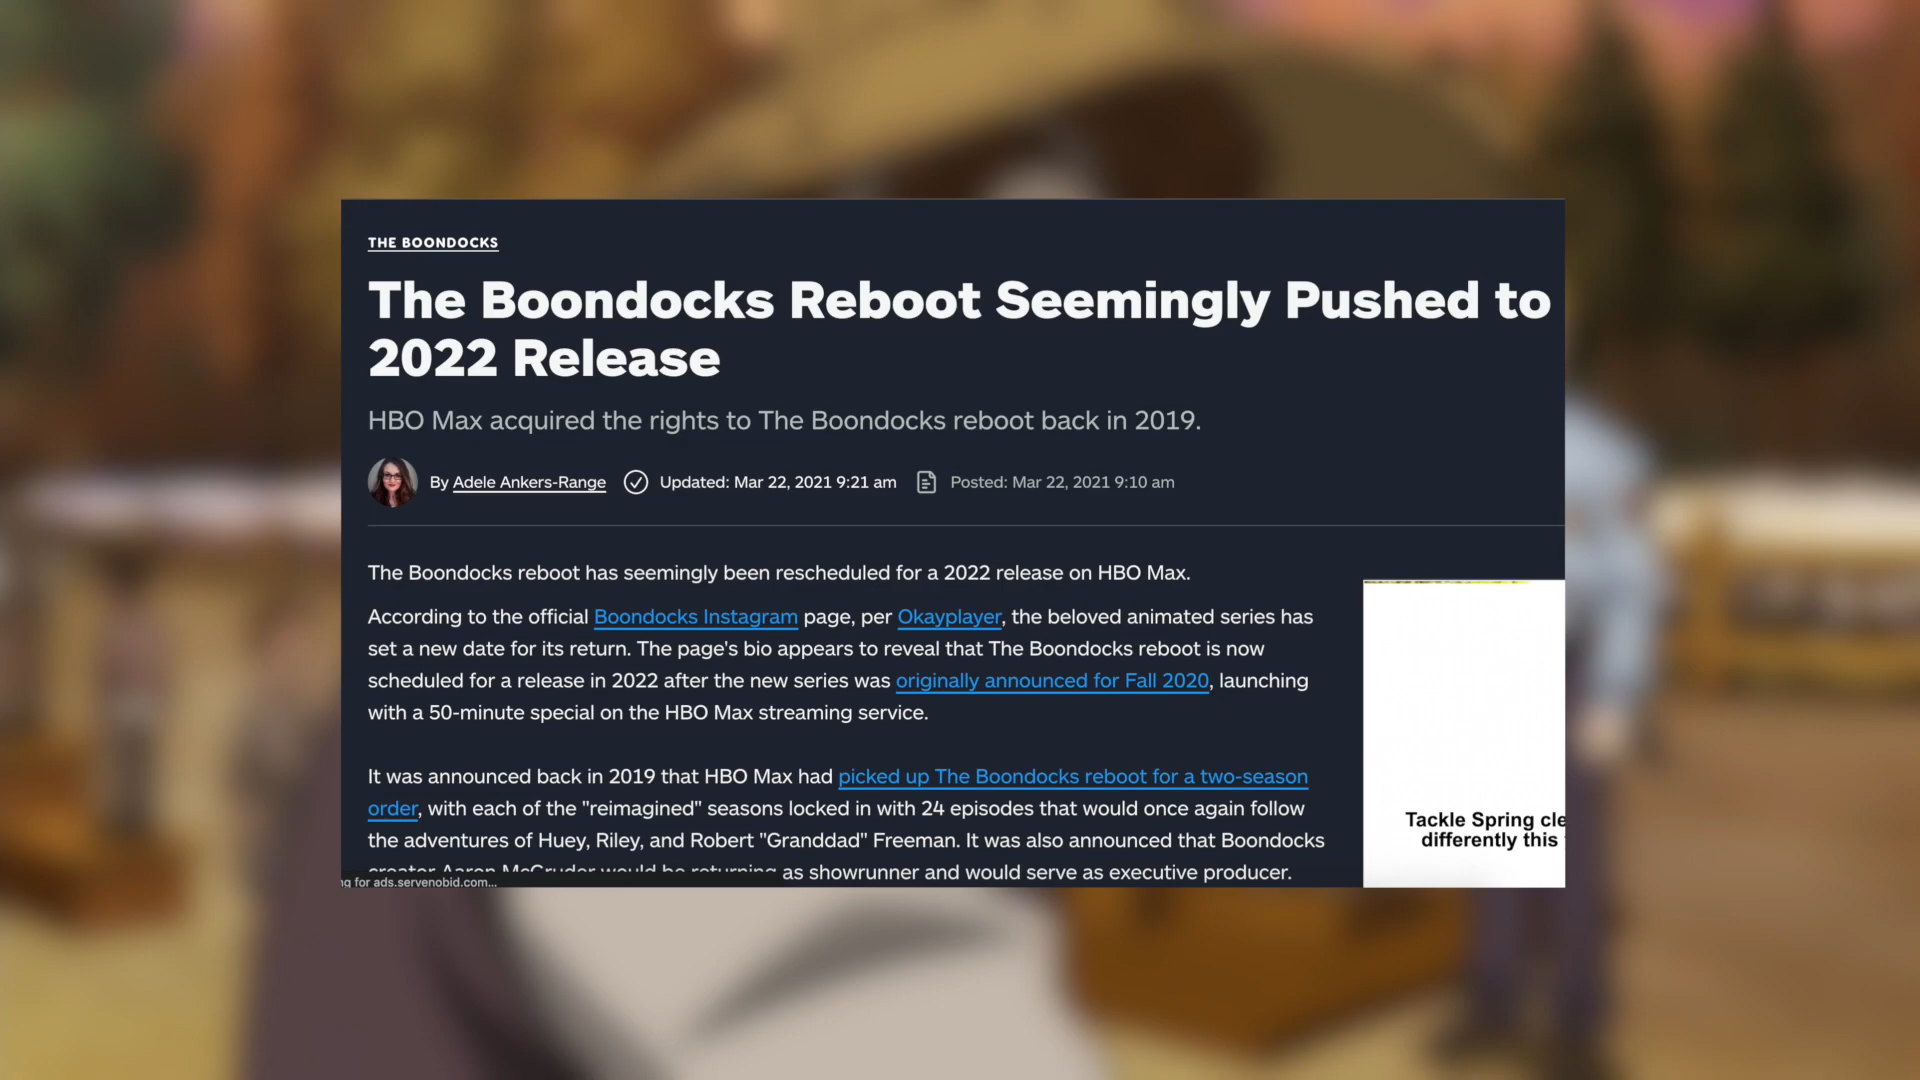 THE BOONDOCKS
The Boondocks Reboot Seemingly Pushed to
2022 Release
HBO Max acquired the rights to The Boondocks reboot back in 2019.
By Adele Ankers-Range Updated: Mar 22, 2021 9:21 am Posted: Mar 22, 2021 9:10 am
The Boondocks reboot has seemingly been rescheduled for a 2022 release on HBO Max.
According to the official Boondocks Instagram page, per Okayplayer, the beloved animated series has
set a new date for its return. The page's bio appears to reveal that The Boondocks reboot is now
scheduled for a release in 2022 after the new series was originally announced for Fall 2020, launching
with a 50-minute special on the HBO Max streaming service.
It was announced back in 2019 that HBO Max had picked up The Boondocks reboot for a two-season
order, with each of the "reimagined" seasons locked in with 24 episodes that would once again follow
the adventures of Huey, Riley, and Robert "Granddad" Freeman. It was also announced that Boondocks
creator Aaron McGruder would be returning as showrunner and would serve as executive producer.
ng for ads.servenobid.com...
Tackle Spring cle
differently this